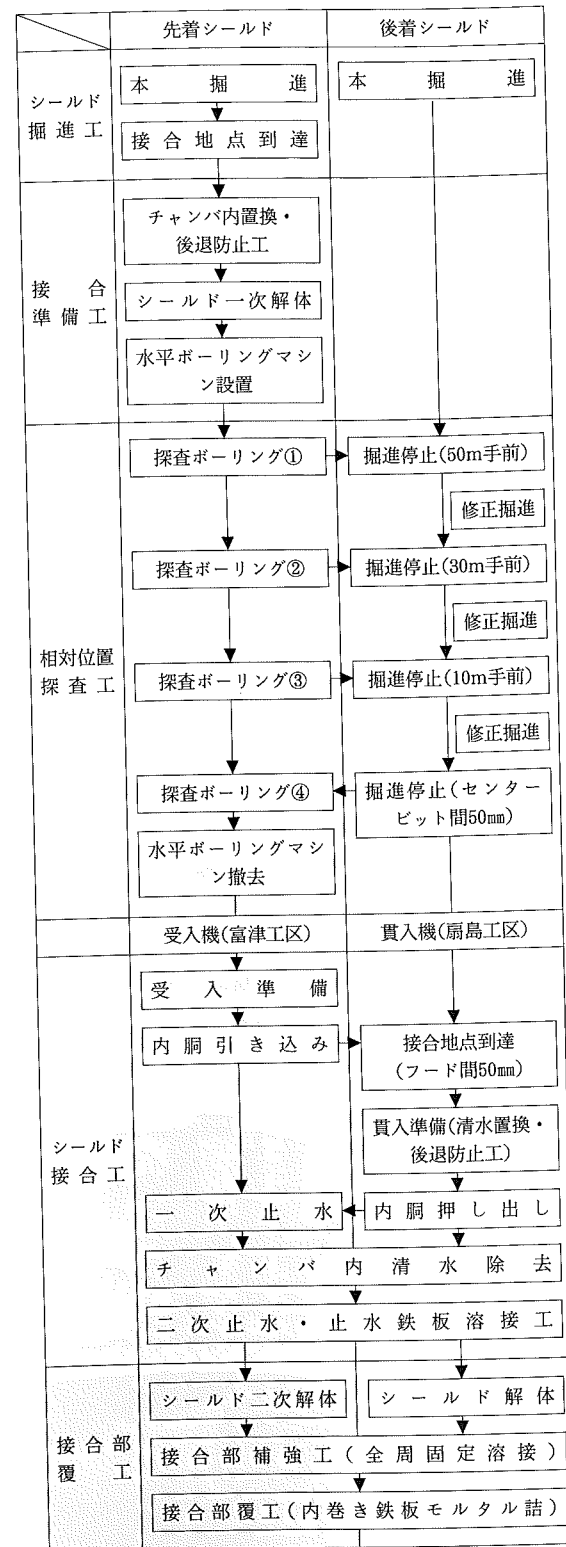 先着シールド
後着シールド
シールド
掘進工
本掘進
本掘進
接合地点到達
接合
準備工
チャンバ内置換・
後退防止工
シールド一次解体
水平ボーリングマシ
ン設置
相対位置
探査工
探査ボーリング①
掘進停止(50m手前)
修正掘進
探査ボーリング②
掘進停止(30m手前)
修正掘進
探査ボーリング③
掘進停止(10m手前)
修正掘進
探査ボーリング④
掘進停止(センター
ビット間50㎜)
水平ボーリングマシ
ン撤去
受入機(富津工区)
貫入機(扇島工区)
シールド
接合工
受入準備
内胴引き込み
接合地点到達
(フード間50㎜)
貫入準備(清水置換・
後退防止工)
一次止水
内胴押し出し
チャンバ内清水除去
二次止水・止水鉄板溶接工
接合部
覆工
シールド二次解体
シールド解体
接合部補強工(全周固定溶接)
接合部覆工(内巻き鉄板モルタル詰)